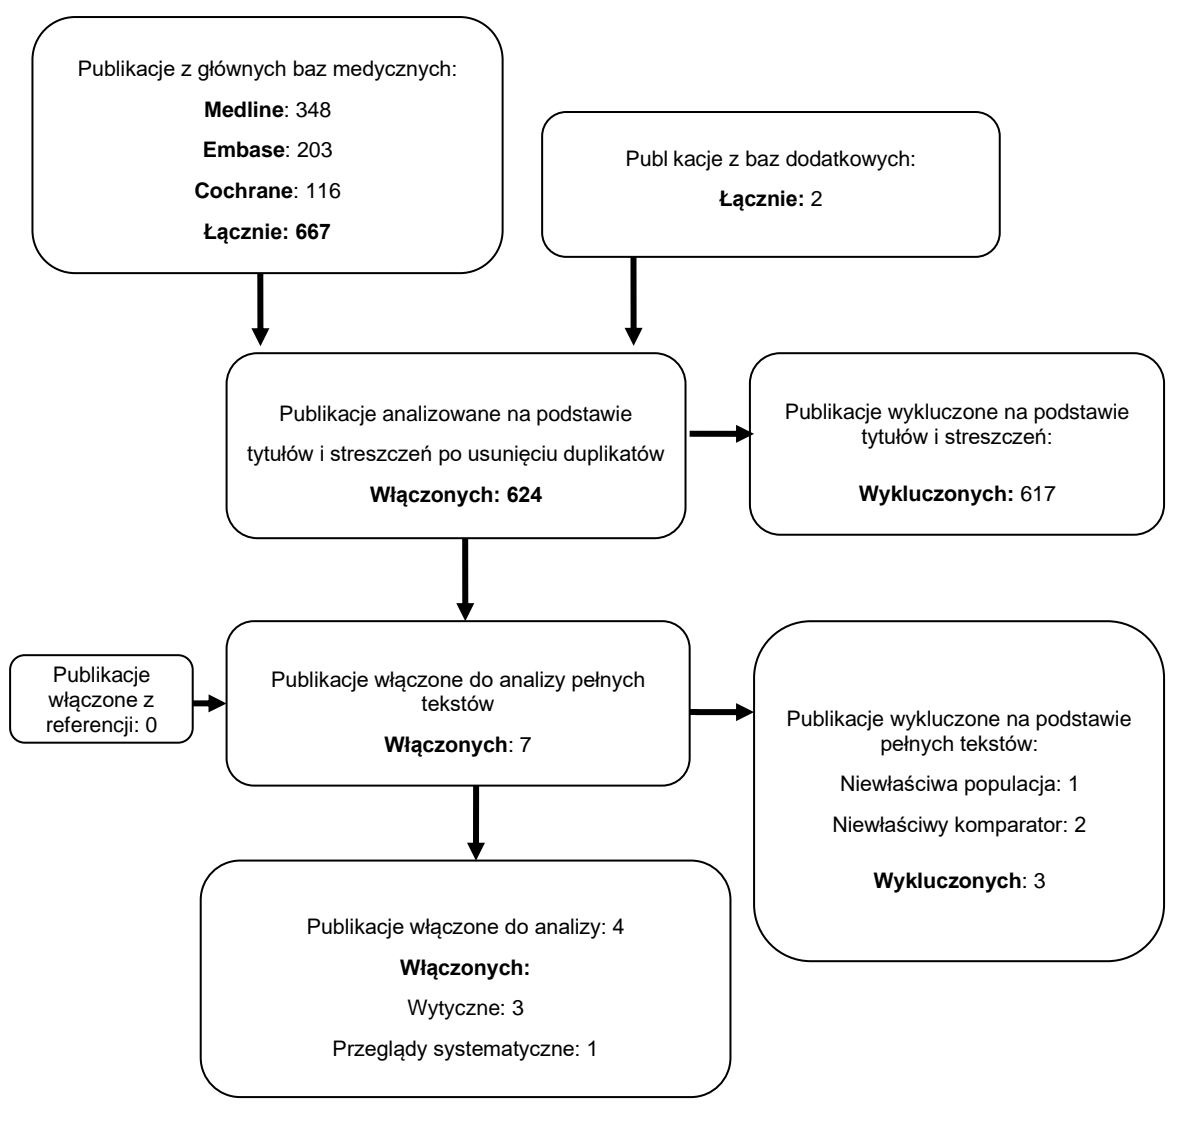 Publikacje z głównych baz medycznych:
Medline: 348
Embase: 203
Cochrane: 116
Łącznie: 667
Publ kacje z baz dodatkowych:
Łącznie: 2
Publikacje analizowane na podstawie
tytułów i streszczeń po usunięciu duplikatów
Włączonych: 624
Publikacje wykluczone na podstawie
tytułów i streszczeń:
Wykluczonych: 617
Publikacje
włączone z
referencji: 0
Publikacje włączone do analizy pełnych
tekstów
Włączonych: 7
Publikacje wykluczone na podstawie
pełnych tekstów:
Niewłaściwa populacja: 1
Niewłaściwy komparator: 2
Wykluczonych: 3
Publikacje włączone do analizy: 4
Włączonych:
Wytyczne: 3
Przeglądy systematyczne: 1